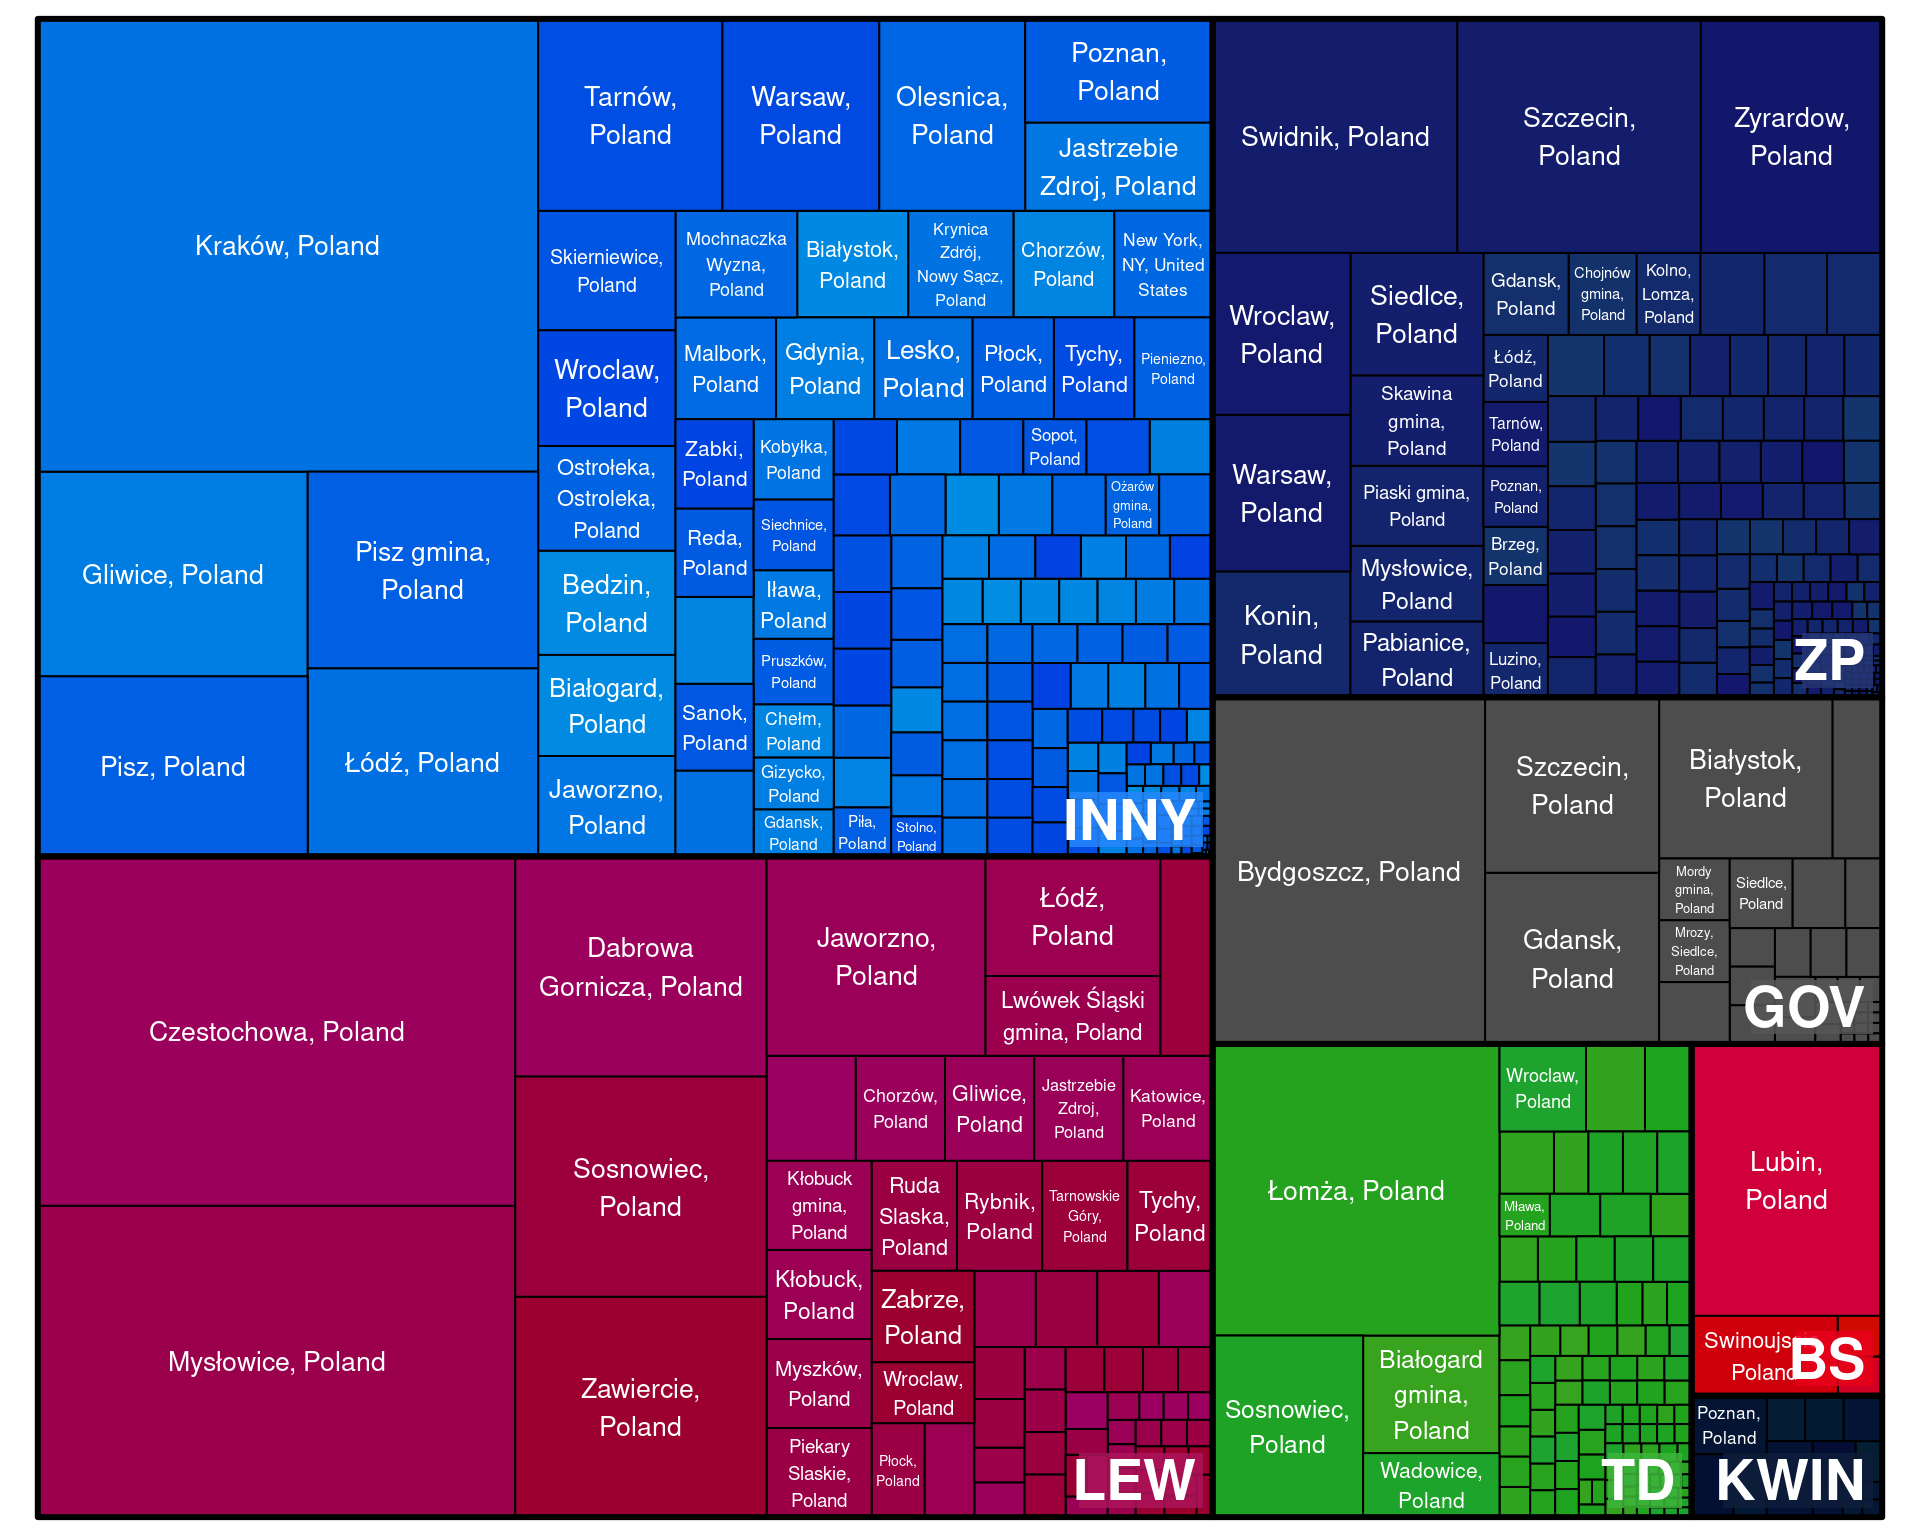 Kraków, Poland
Gliwice, Poland
Pisz gmina,
Poland
Pisz, Poland
Łódź, Poland
Tarnów,
Poland
Warsaw,
Poland
Olesnica,
Poland
Poznan,
Poland
Jastrzebie
Zdroj, Poland
Skierniewice,
Poland
Wroclaw,
Poland
Ostrołeka,
Ostroleka,
Poland
Bedzin,
Poland
Białogard,
Poland
Jaworzno,
Poland
Mochnaczka
Wyzna,
Poland
Białystok,
Poland
Krynica
Zdrój,
Nowy Sącz,
Poland
Chorzów,
Poland
New York,
NY, United
States
Malbork,
Poland
Gdynia,
Poland
Lesko,
Poland
Płock,
Poland
Tychy,
Poland
Pieniezno,
Poland
Zabki,
Poland
Reda,
Poland
Sanok,
Poland
Kobyłka,
Poland
Siechnice,
Poland
Iława,
Poland
Pruszków,
Poland
Chełm,
Poland
Gizycko,
Poland
Gdansk,
Poland
Sopot,
Poland
Ożarów
gmina,
Poland
Piła,
Poland
Stolno,
Poland
INNY
Swidnik, Poland
Szczecin,
Poland
Zyrardow,
Poland
Wroclaw,
Poland
Warsaw,
Poland
Konin,
Poland
Siedlce,
Poland
Skawina
gmina,
Poland
Piaski gmina,
Poland
Mysłowice,
Poland
Pabianice,
Poland
Gdansk,
Poland
Chojnów
gmina,
Poland
Kolno,
Lomza,
Poland
Łódź,
Poland
Tarnów,
Poland
Poznan,
Poland
Brzeg,
Poland
Luzino,
Poland
ZP
Bydgoszcz, Poland
Szczecin,
Poland
Gdansk,
Poland
Białystok,
Poland
Mordy
gmina,
Poland
Siedlce,
Poland
Mrozy,
Siedlce,
Poland
GOV
Czestochowa, Poland
Mysłowice, Poland
Dabrowa
Gornicza, Poland
Sosnowiec,
Poland
Zawiercie,
Poland
Jaworzno,
Poland
Łódź,
Poland
Lwówek Śląski
gmina, Poland
Chorzów,
Poland
Gliwice,
Poland
Jastrzebie
Zdroj,
Poland
Katowice,
Poland
Kłobuck
gmina,
Poland
Ruda
Slaska,
Poland
Rybnik,
Poland
Tarnowskie
Góry,
Poland
Tychy,
Poland
Kłobuck,
Poland
Zabrze,
Poland
Myszków,
Poland
Wroclaw,
Poland
Piekary
Slaskie,
Poland
Płock,
Poland
LEW
Łomża, Poland
Sosnowiec,
Poland
Białogard
gmina,
Poland
Wadowice,
Poland
Wroclaw,
Poland
Mława,
Poland
TD
Lubin,
Poland
Poland
BS
Poznan,
Poland
KWIN